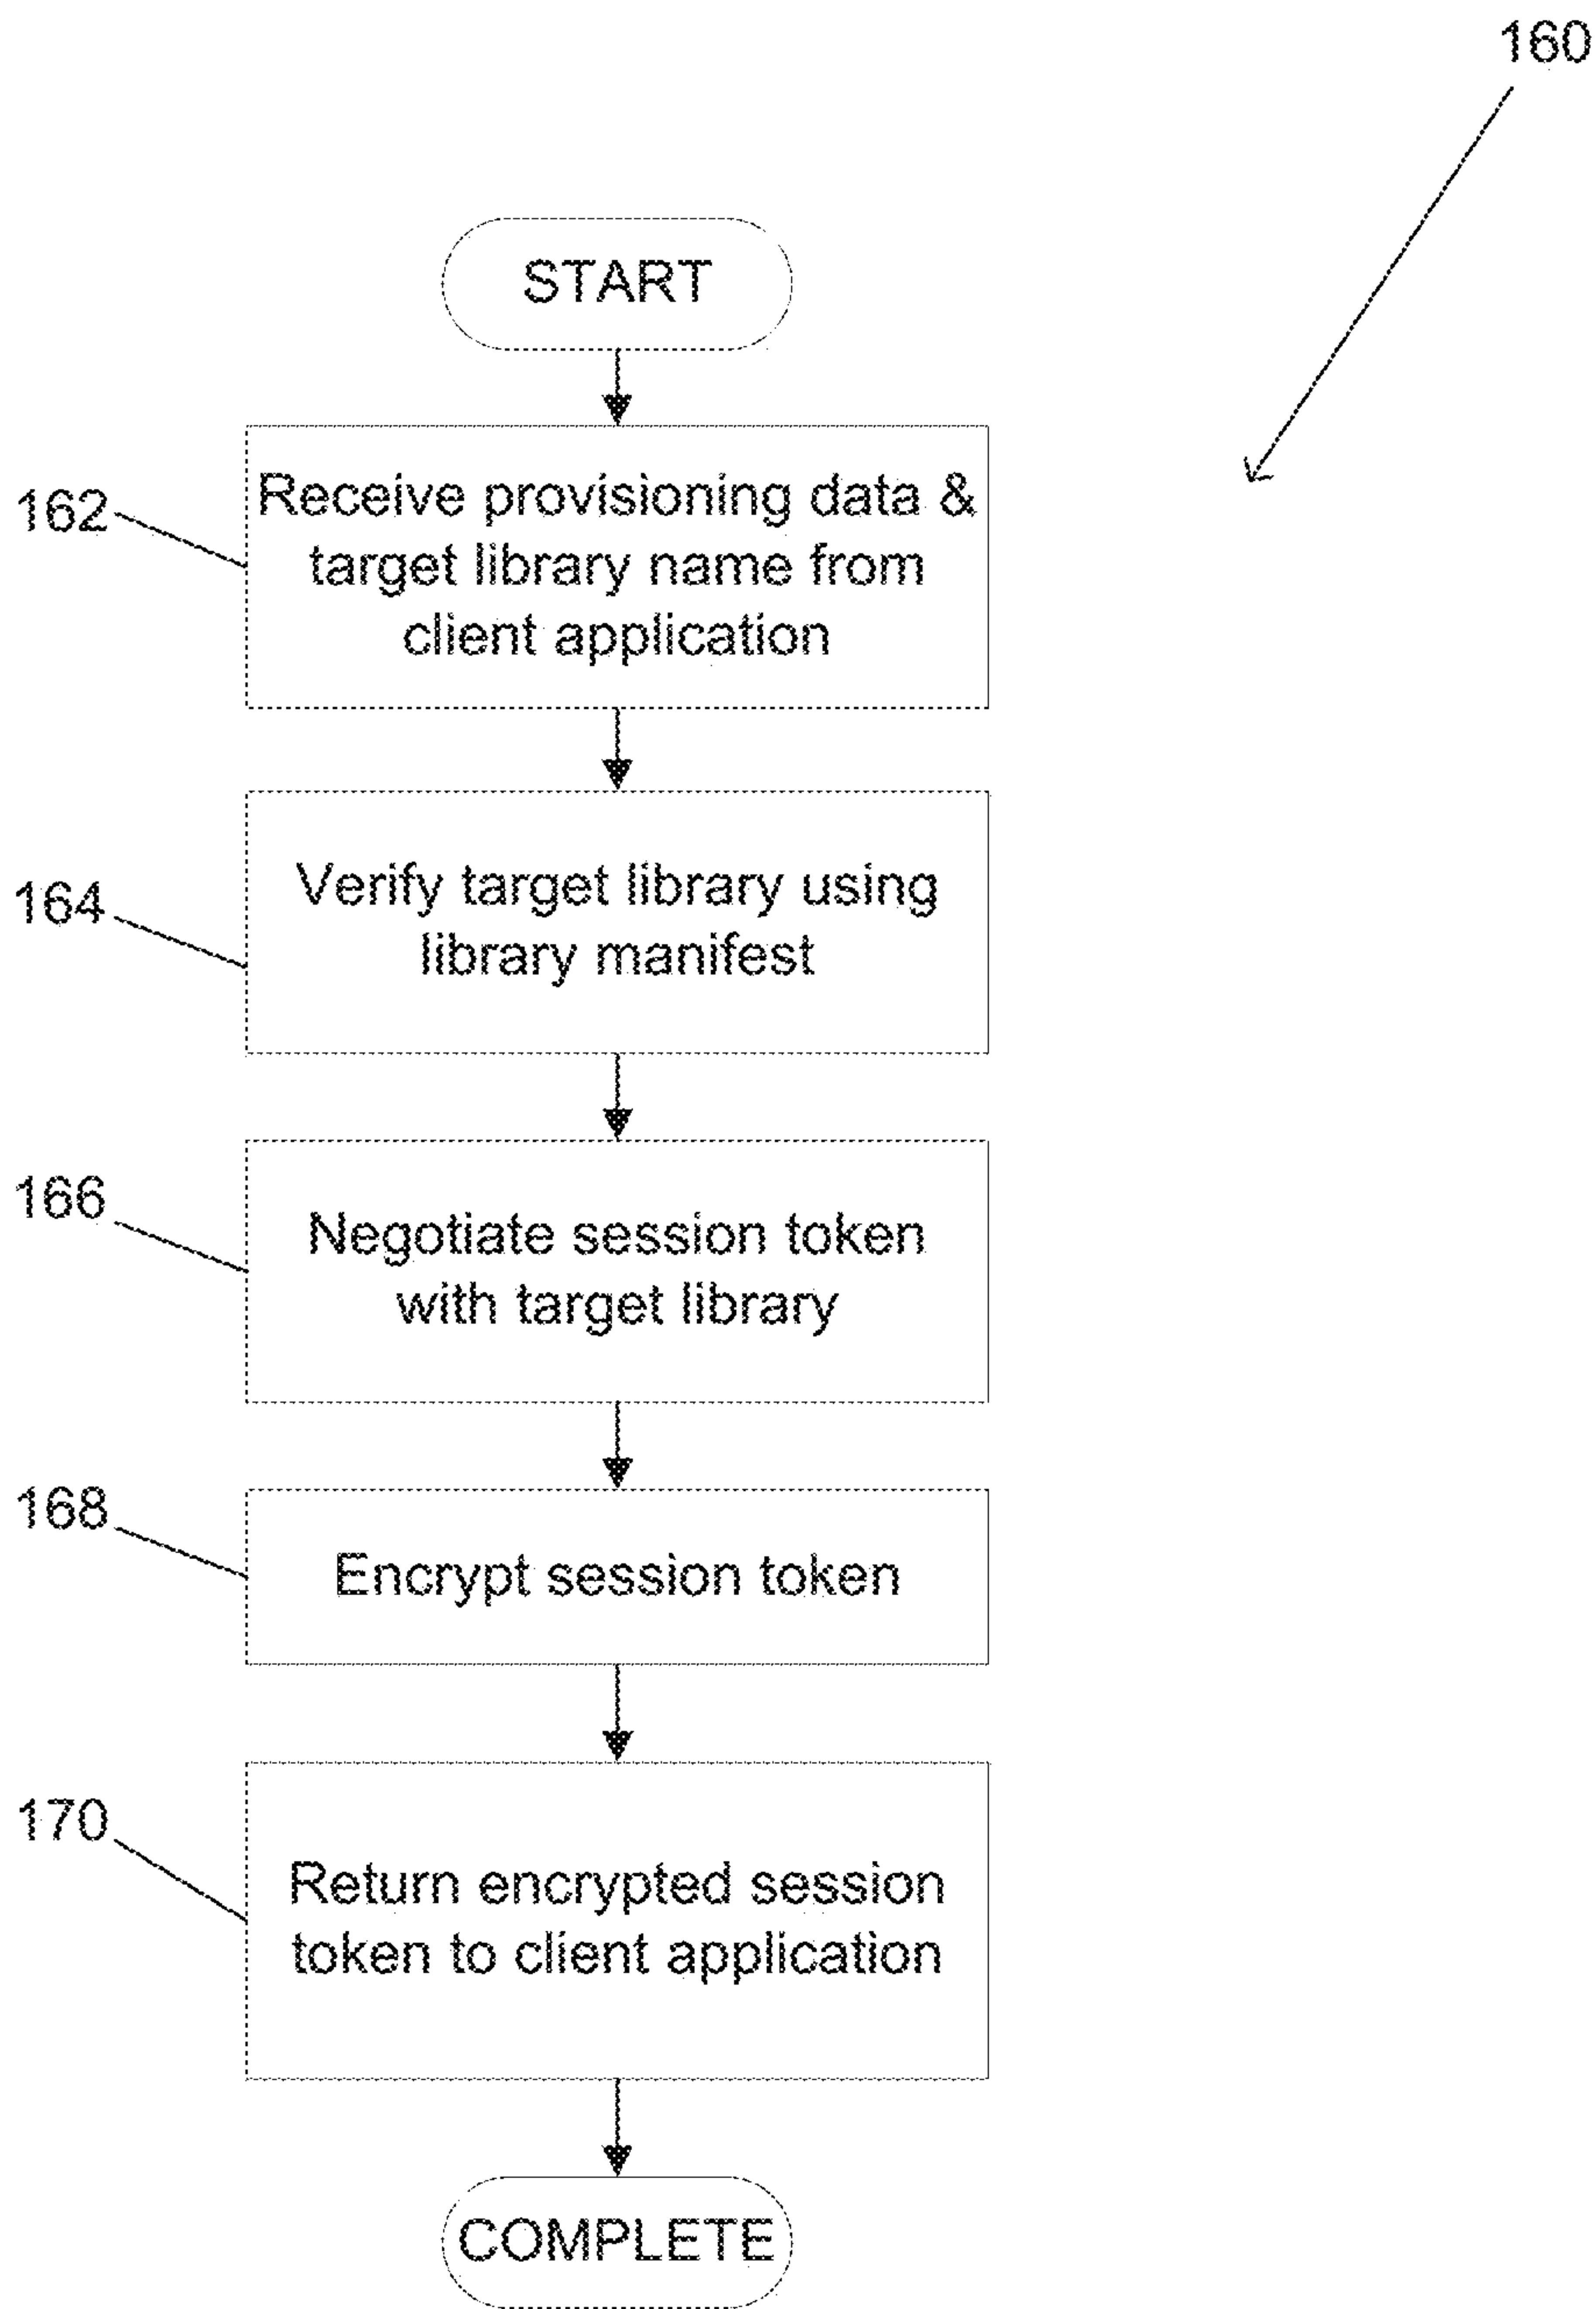 160
START
162
Receive provisioning data &
target library name from
client application
164
Verify target library using
library manifest
166
Negotiate session token
with target library
168
Encrypt session token
170
Return encrypted session
token to client application
COMPLETE